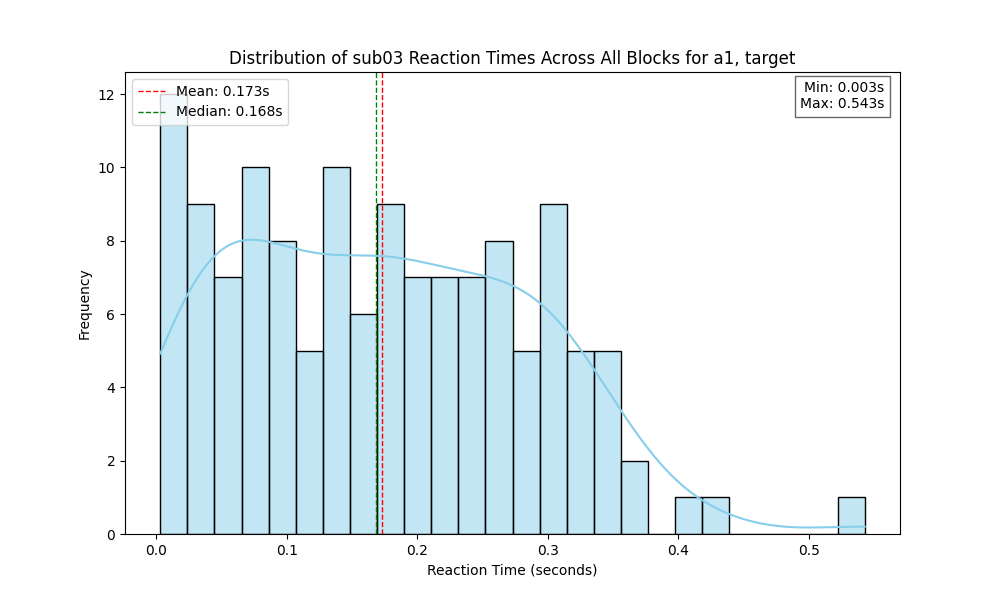 Distribution of sub03 Reaction Times Across All Blocks for a1, target
Mean: 0.173s
Median: 0.168s
Min: 0.003s
Max: 0.543s
Frequency
12
10
8
6
4
2
0
0.0 0.1 0.2 0.3 0.4 0.5
Reaction Time (seconds)